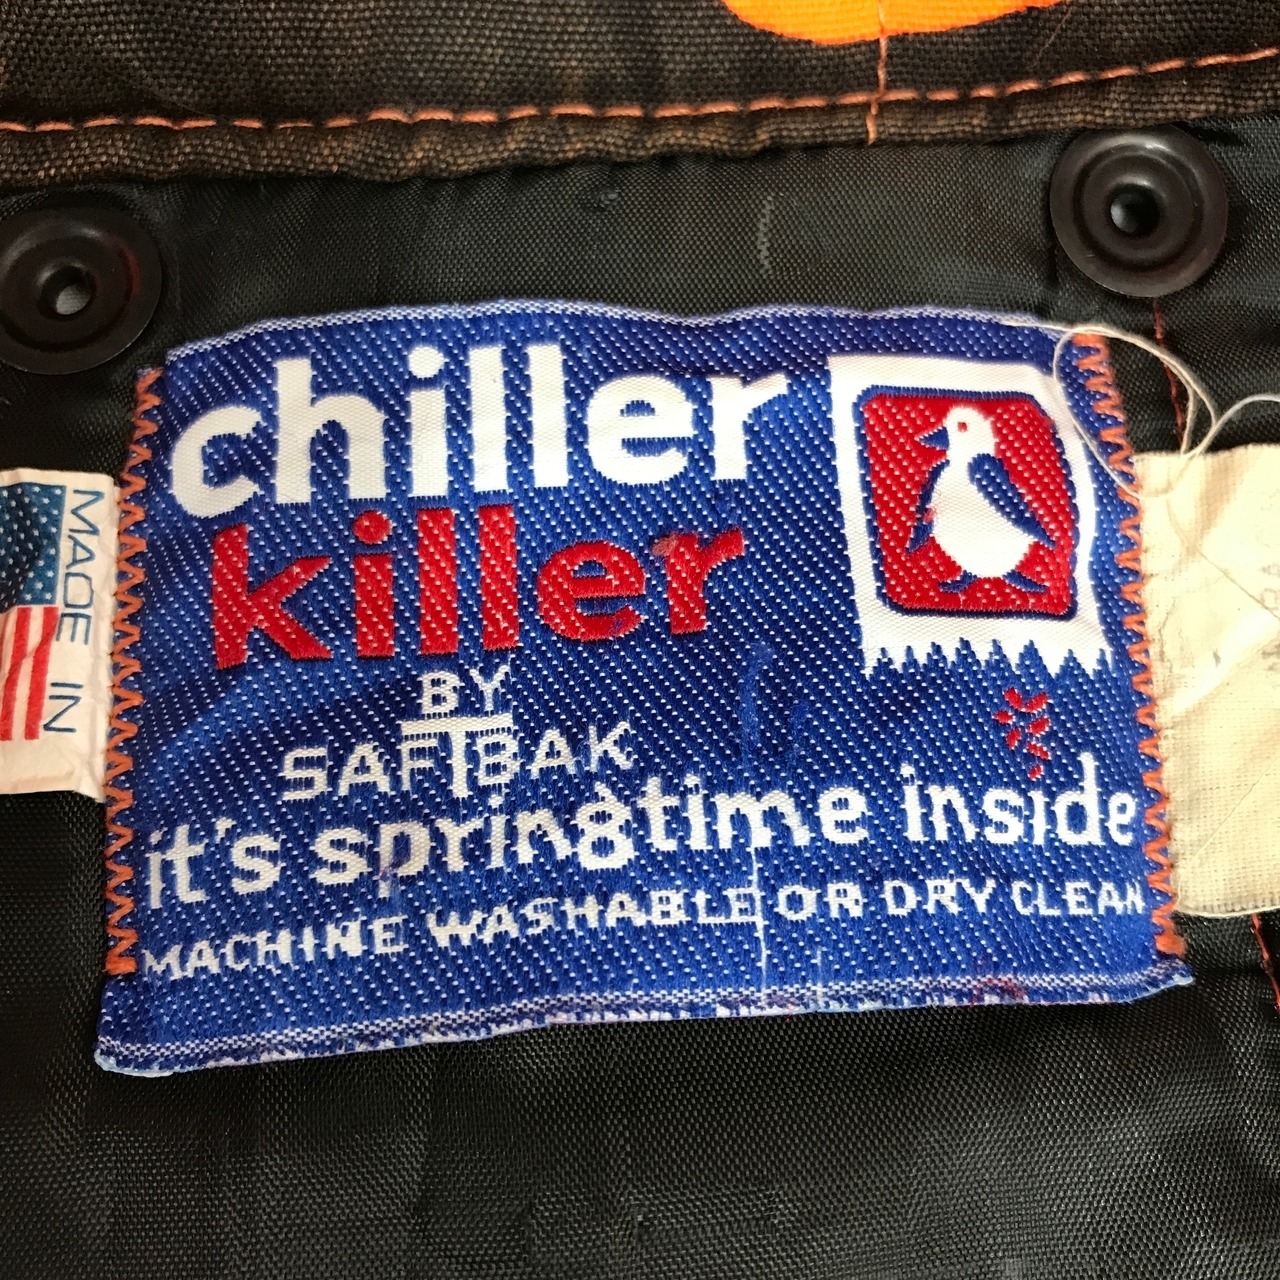 chiller
killer
BY
SAFTBAK
it's springtime inside
MACHINE WASHABLE OR DRY CLEAN
MADE IN